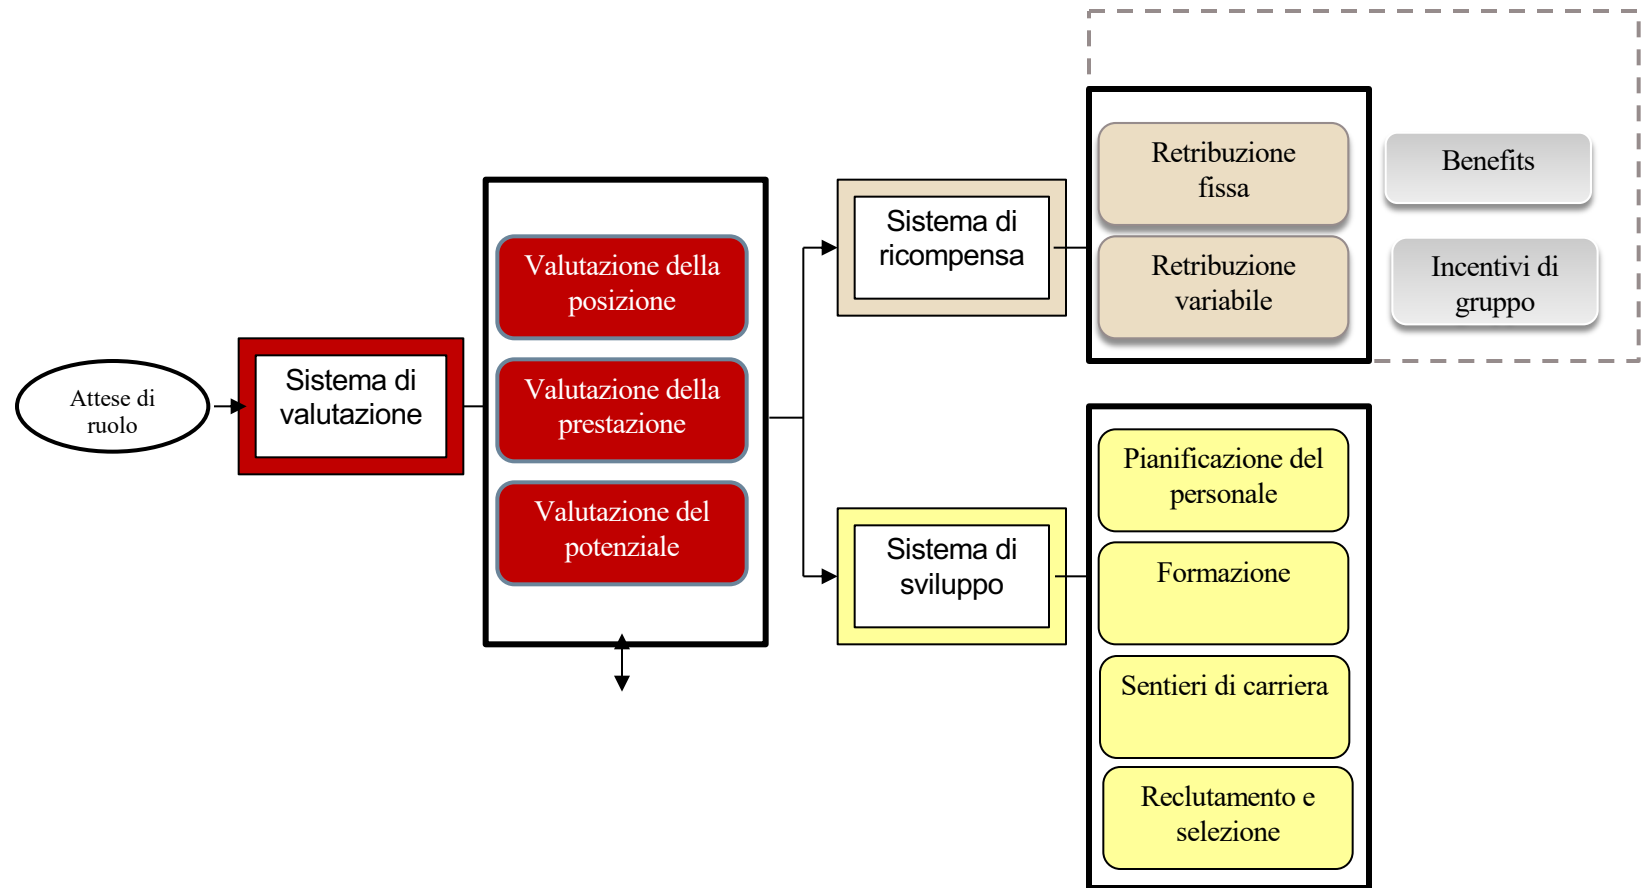 Attese di
ruolo
Sistema di
valutazione
Valutazione della
posizione
Valutazione della
prestazione
Valutazione del
potenziale
Sistema di
ricompensa
Retribuzione
fissa
Retribuzione
variabile
Benefits
Incentivi di
gruppo
Sistema di
sviluppo
Pianificazione del
personale
Formazione
Sentieri di carriera
Reclutamento e
selezione